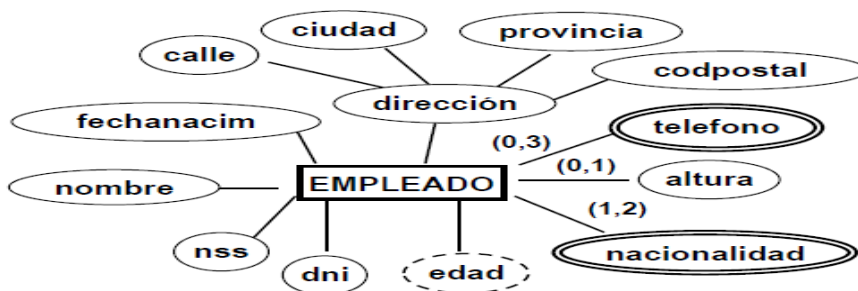 ciudad
provincia
calle
codpostal
dirección
fechanacim
telefono
(0,3)
(0,1)
EMPLEADO
altura
nombre
(1,2)
nss
nacionalidad
dni
edad